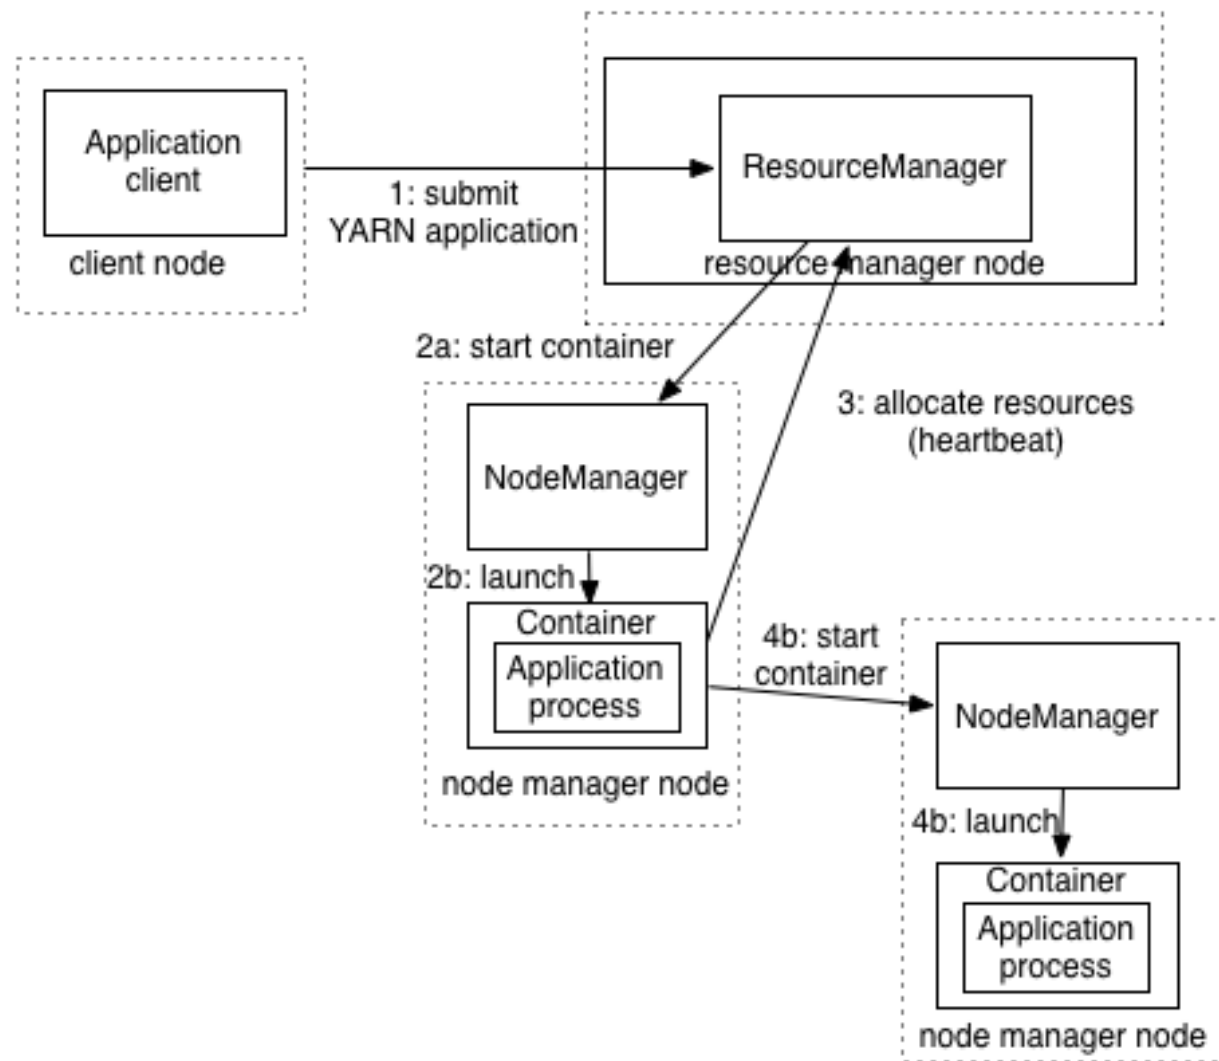 Application
client
client node
1: submit
YARN application
ResourceManager
resource manager node
2a: start container
3: allocate resources
(heartbeat)
NodeManager
2b: launch
Container
Application
process
node manager node
4b: start
container
NodeManager
4b: launch
Container
Application
process
node manager node